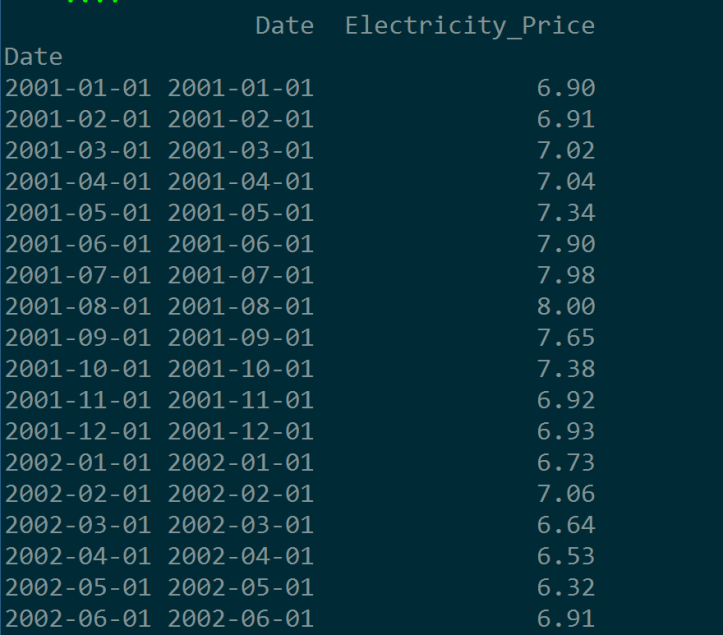 Date Electricity_Price
Date
2001-01-01 2001-01-01 6.90
2001-02-01 2001-02-01 6.91
2001-03-01 2001-03-01 7.02
2001-04-01 2001-04-01 7.04
2001-05-01 2001-05-01 7.34
2001-06-01 2001-06-01 7.90
2001-07-01 2001-07-01 7.98
2001-08-01 2001-08-01 8.00
2001-09-01 2001-09-01 7.65
2001-10-01 2001-10-01 7.38
2001-11-01 2001-11-01 6.92
2001-12-01 2001-12-01 6.93
2002-01-01 2002-01-01 6.73
2002-02-01 2002-02-01 7.06
2002-03-01 2002-03-01 6.64
2002-04-01 2002-04-01 6.53
2002-05-01 2002-05-01 6.32
2002-06-01 2002-06-01 6.91